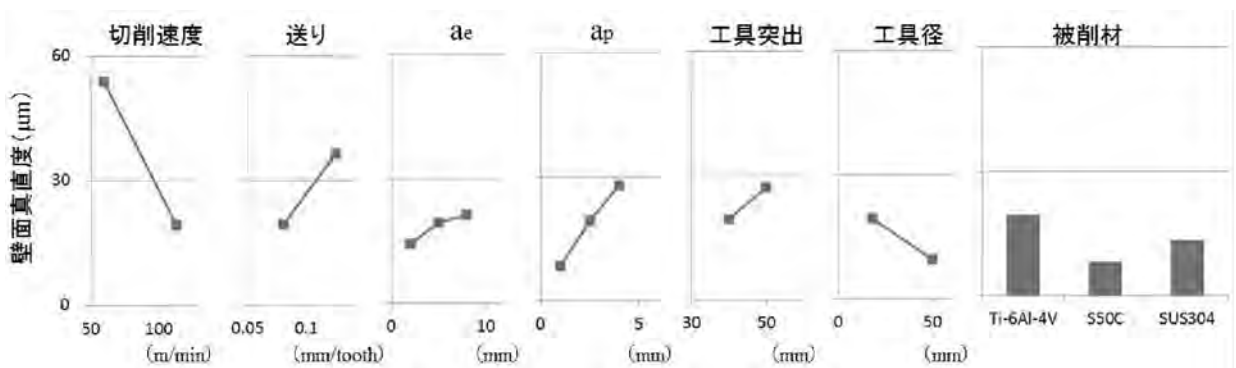 切削速度 送り ae ap 工具突出 工具径 被削材
壁面真直度(μm)
60
30
0
50 100 0.05 0.1 0 10 0 5 30 50 0 50 Ti-6Al-4V S50C SUS304
(m/min) (mm/tooth) (mm) (mm) (mm) (mm)